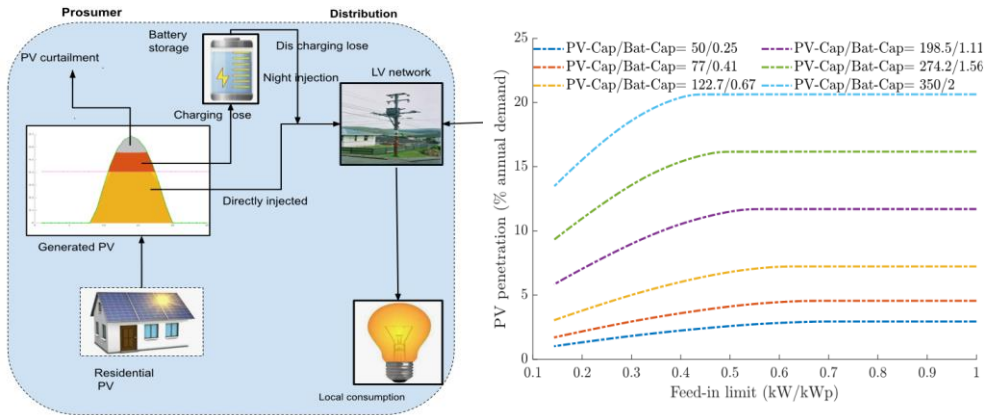 Prosumer
Distribution
Battery
storage
Dis charging lose
PV curtailment
Night injection
LV network
Charging lose
Directly injected
Generated PV
Residential
PV
Local consumption
PV-Cap/Bat-Cap= 50/0.25
PV-Cap/Bat-Cap= 77/0.41
PV-Cap/Bat-Cap= 122.7/0.67
PV-Cap/Bat-Cap= 198.5/1.11
PV-Cap/Bat-Cap= 274.2/1.56
PV-Cap/Bat-Cap= 350/2
PV penetration (% annual demand)
25
20
15
10
5
0
0.1 0.2 0.3 0.4 0.5 0.6 0.7 0.8 0.9 1
Feed-in limit (kW/kWp)